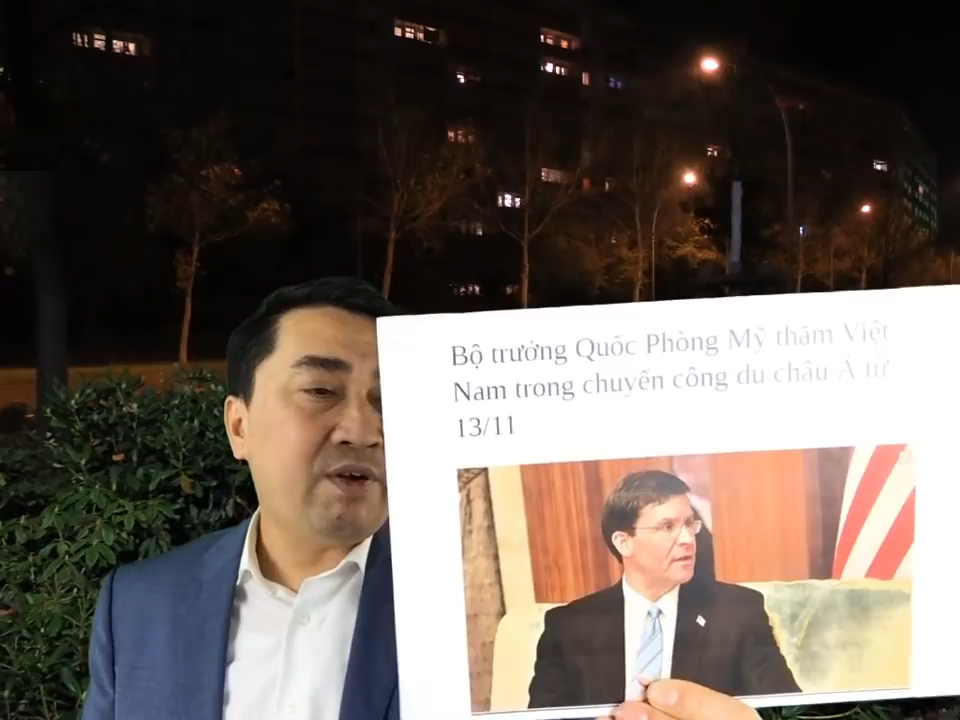 Bộ trưởng Quốc Phòng Mỹ thăm Việt
Nam trong chuyến công du châu Á từ
13/11